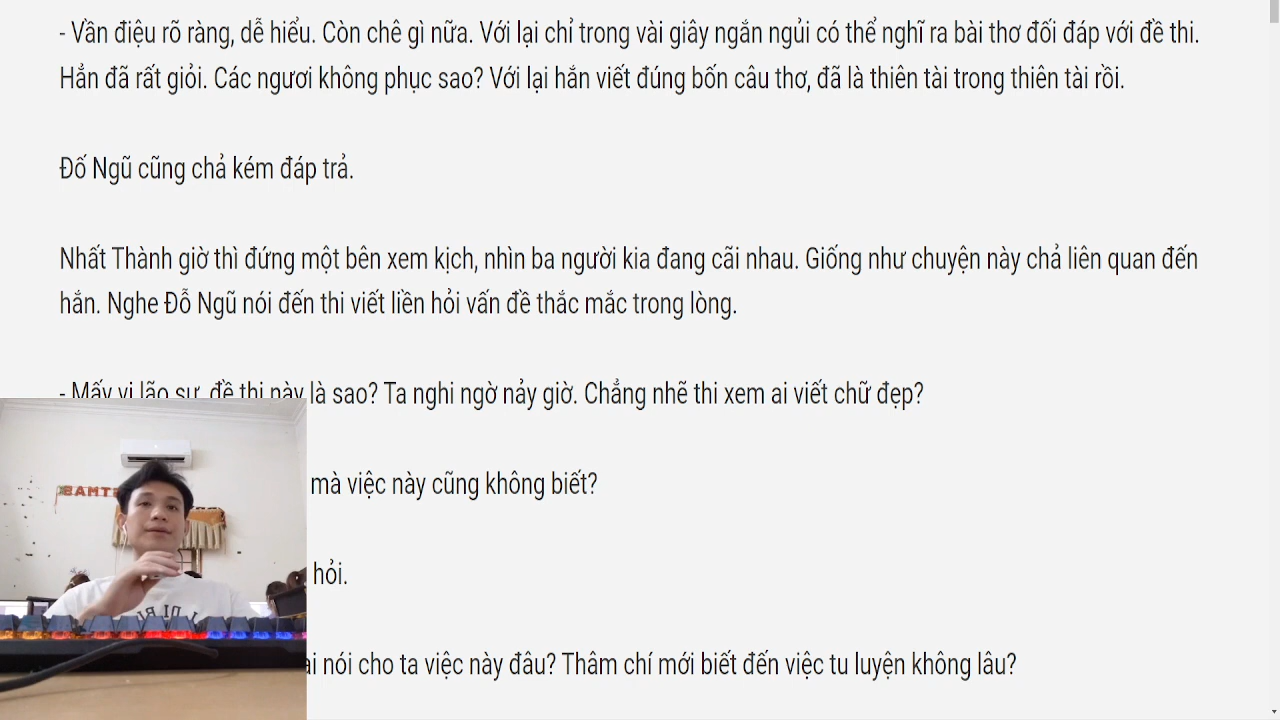 - Vần điệu rõ ràng, dễ hiểu. Còn chê gì nữa. Với lại chỉ trong vài giây ngắn ngủi có thể nghĩ ra bài thơ đối đáp với đề thi.
Hẳn đã rất giỏi. Các ngươi không phục sao? Với lại hắn viết đúng bốn câu thơ, đã là thiên tài trong thiên tài rồi.
Đố Ngũ cũng chả kém đáp trả.
Nhất Thành giờ thì đứng một bên xem kịch, nhìn ba người kia đang cãi nhau. Giống như chuyện này chả liên quan đến
hắn. Nghe Đỗ Ngũ nói đến thi viết liền hỏi vấn đề thắc mắc trong lòng.
- Mấy vị lão sư, đề thi này là sao? Ta nghi ngờ nảy giờ. Chẳng nhẽ thi xem ai viết chữ đẹp?
mà việc này cũng không biết?
hỏi.
nói cho ta việc này đâu? Thâm chí mới biết đến việc tu luyện không lâu?